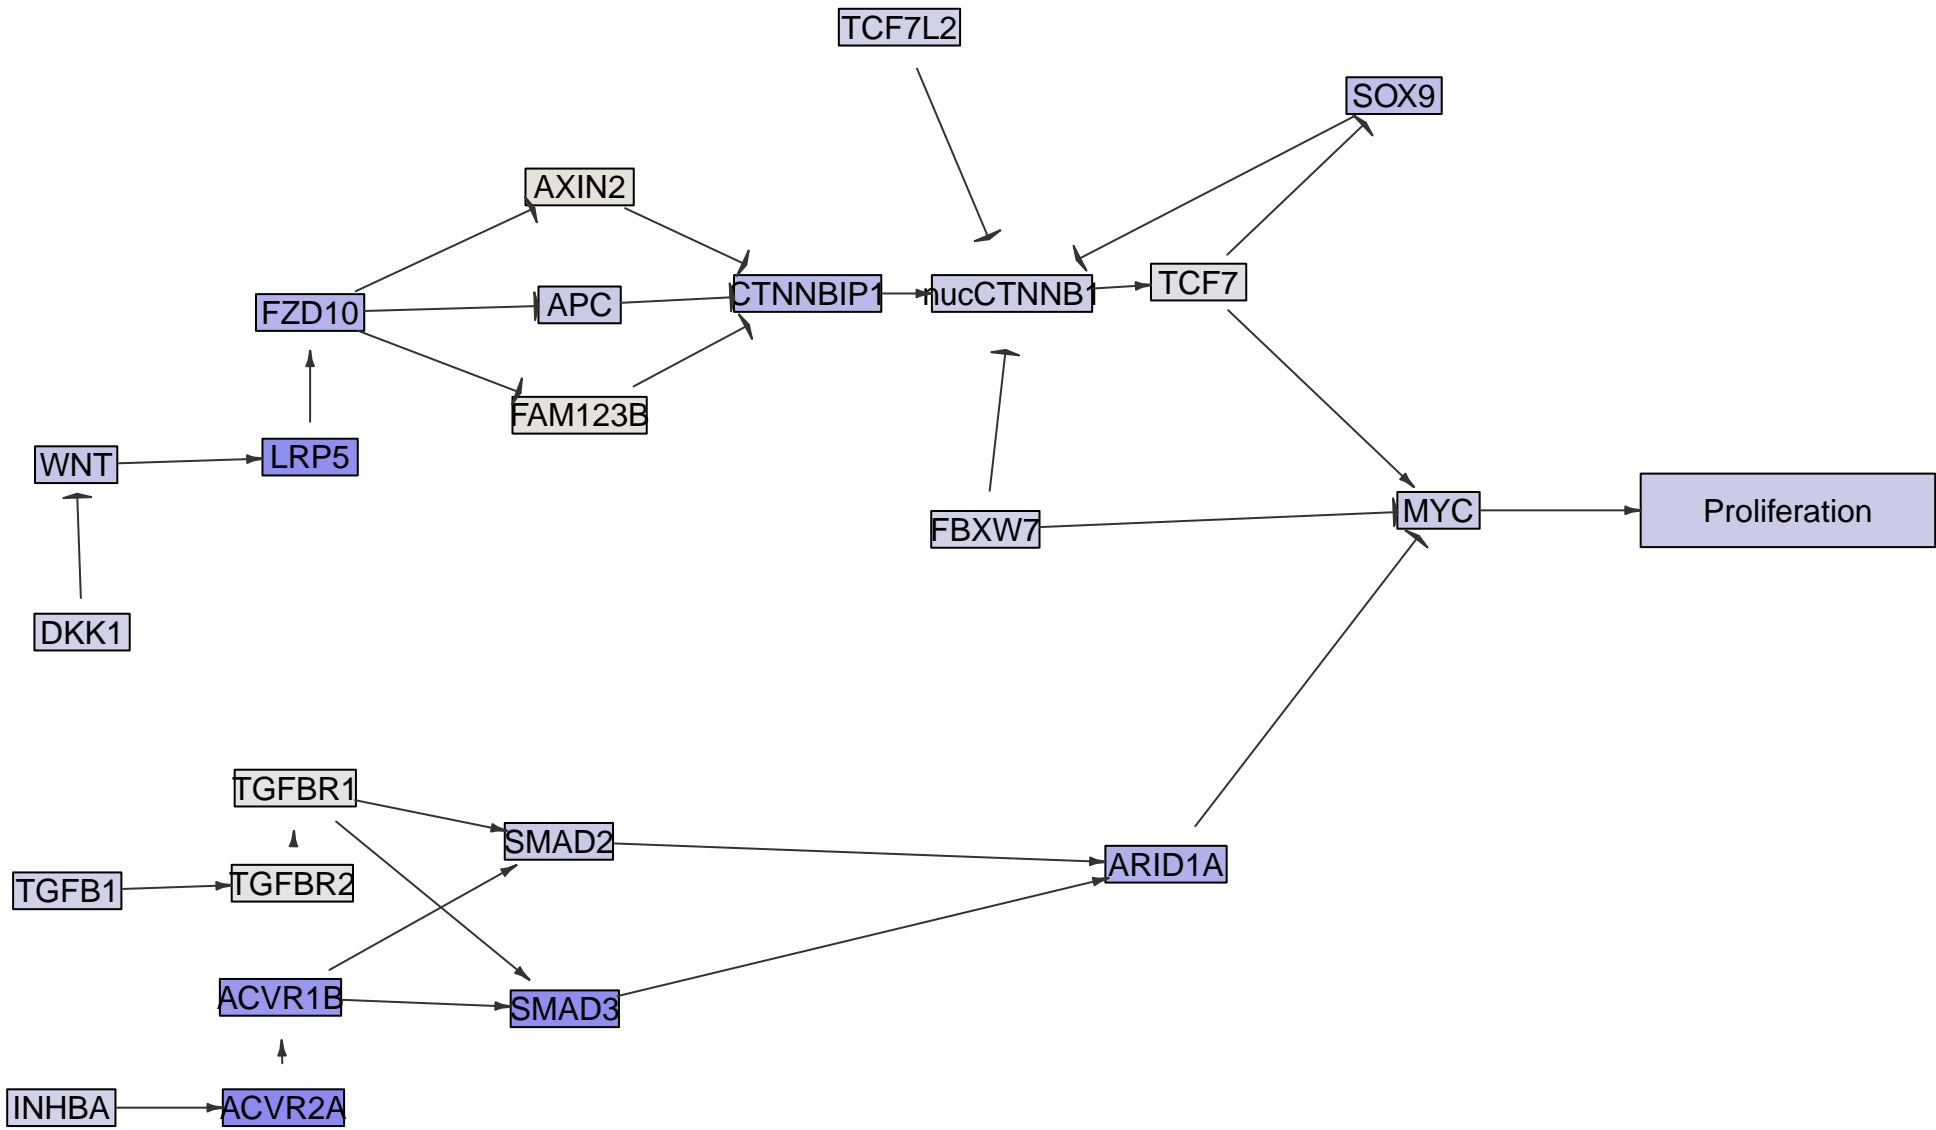 TCF7L2
SOX9
AXIN2
FZD10
APC
CTNNBIP1
nucCTNNB1
TCF7
FAM123B
WNT
LRP5
FBXW7
MYC
Proliferation
DKK1
TGFBR1
SMAD2
ARID1A
TGFB1
TGFBR2
ACVR1B
SMAD3
INHBA
ACVR2A